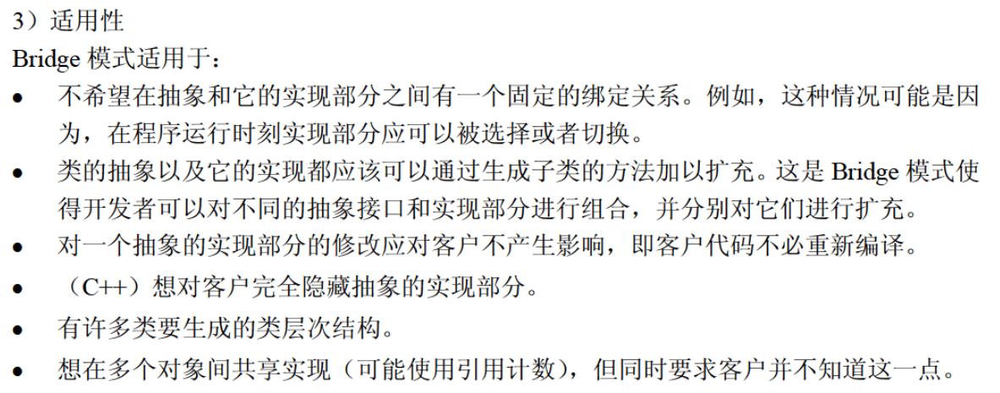 3）适用性
Bridge 模式适用于：
● 不希望在抽象和它的实现部分之间有一个固定的绑定关系。例如，这种情况可能是因
为，在程序运行时刻实现部分应可以被选择或者切换。
● 类的抽象以及它的实现都应该可以通过生成子类的方法加以扩充。这是 Bridge 模式使
得开发者可以对不同的抽象接口和实现部分进行组合，并分别对它们进行扩充。
● 对一个抽象的实现部分的修改应对客户不产生影响，即客户代码不必重新编译。
● （C++）想对客户完全隐藏抽象的实现部分。
● 有许多类要生成的类层次结构。
● 想在多个对象间共享实现（可能使用引用计数），但同时要求客户并不知道这一点。